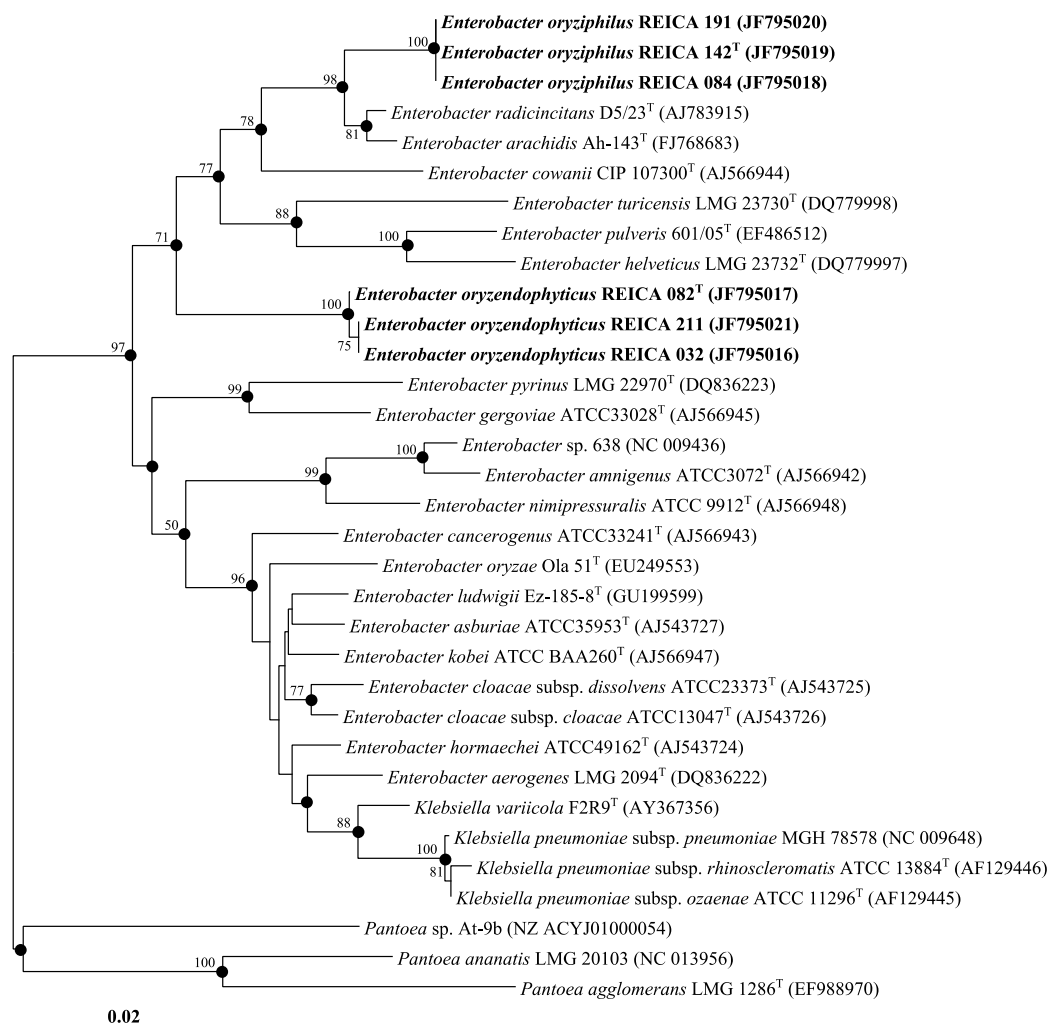 Enterobacter oryziphilus REICA 191 (JF795020)
100
Enterobacter oryziphilus REICA 142ᵀ (JF795019)
Enterobacter oryziphilus REICA 084 (JF795018)
98
Enterobacter radicincitans D5/23ᵀ (AJ783915)
78
81
Enterobacter arachidis Ah-143ᵀ (FJ768683)
77
Enterobacter cowanii CIP 107300ᵀ (AJ566944)
Enterobacter turicensis LMG 23730ᵀ (DQ779998)
88
Enterobacter pulveris 601/05ᵀ (EF486512)
71
100
Enterobacter helveticus LMG 23732ᵀ (DQ779997)
Enterobacter oryzendophyticus REICA 082ᵀ (JF795017)
100
Enterobacter oryzendophyticus REICA 211 (JF795021)
75
97
Enterobacter oryzendophyticus REICA 032 (JF795016)
Enterobacter pyrinus LMG 22970ᵀ (DQ836223)
99
Enterobacter gergoviae ATCC33028ᵀ (AJ566945)
Enterobacter sp. 638 (NC 009436)
100
Enterobacter amnigenus ATCC3072ᵀ (AJ566942)
99
Enterobacter nimipressuralis ATCC 9912ᵀ (AJ566948)
50
Enterobacter cancerogenus ATCC33241ᵀ (AJ566943)
Enterobacter oryzae Ola 51ᵀ (EU249553)
96
Enterobacter ludwigii Ez-185-8ᵀ (GU199599)
Enterobacter asburiae ATCC35953ᵀ (AJ543727)
Enterobacter kobei ATCC BAA260ᵀ (AJ566947)
Enterobacter cloacae subsp. dissolvens ATCC23373ᵀ (AJ543725)
77
Enterobacter cloacae subsp. cloacae ATCC13047ᵀ (AJ543726)
Enterobacter hormaechei ATCC49162ᵀ (AJ543724)
Enterobacter aerogenes LMG 2094ᵀ (DQ836222)
Klebsiella variicola F2R9ᵀ (AY367356)
88
Klebsiella pneumoniae subsp. pneumoniae MGH 78578 (NC 009648)
100
Klebsiella pneumoniae subsp. rhinoscleromatis ATCC 13884ᵀ (AF129446)
81
Klebsiella pneumoniae subsp. ozaenae ATCC 11296ᵀ (AF129445)
Pantoea sp. At-9b (NZ ACYJ01000054)
Pantoea ananatis LMG 20103 (NC 013956)
100
Pantoea agglomerans LMG 1286ᵀ (EF988970)
0.02